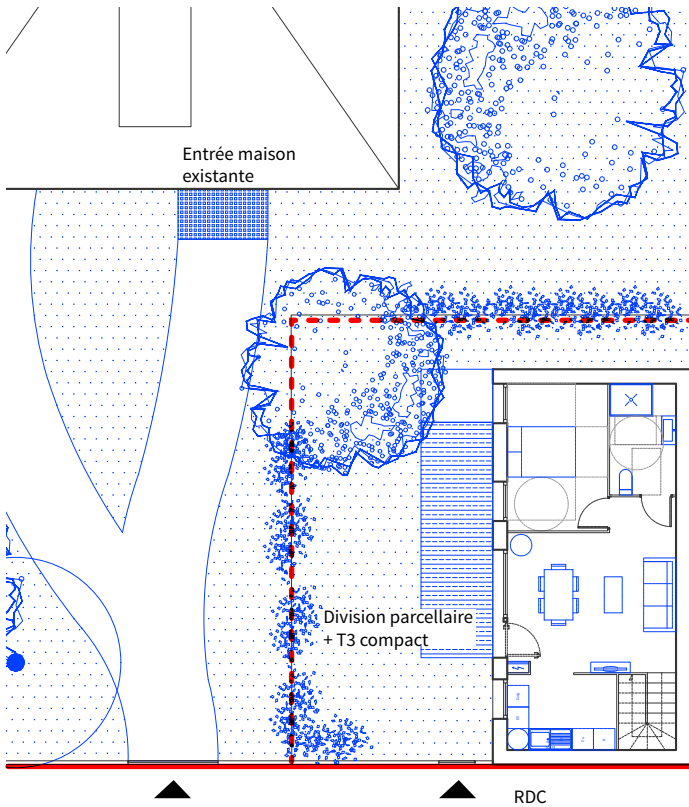 Entrée maison
existante
Division parcellaire
+ T3 compact
RDC